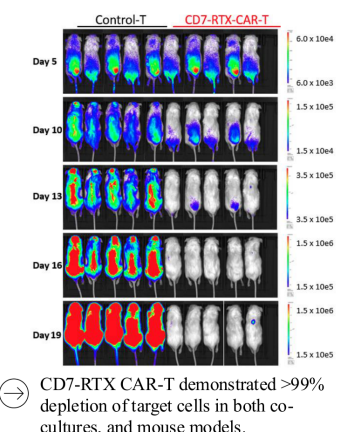 Control-T CD7-RTX-CAR-T
Day 5
6.0 x 10e4
6.0 x 10e3
Day 10
1.5 x 10e5
1.5 x 10e4
Day 13
3.5 x 10e5
3.5 x 10e5
Day 16
1.5 x 10e6
1.5 x 10e5
Day 19
1.5 x 10e6
1.5 x 10e5
CD7-RTX CAR-T demonstrated >99%
depletion of target cells in both co-
cultures, and mouse models.